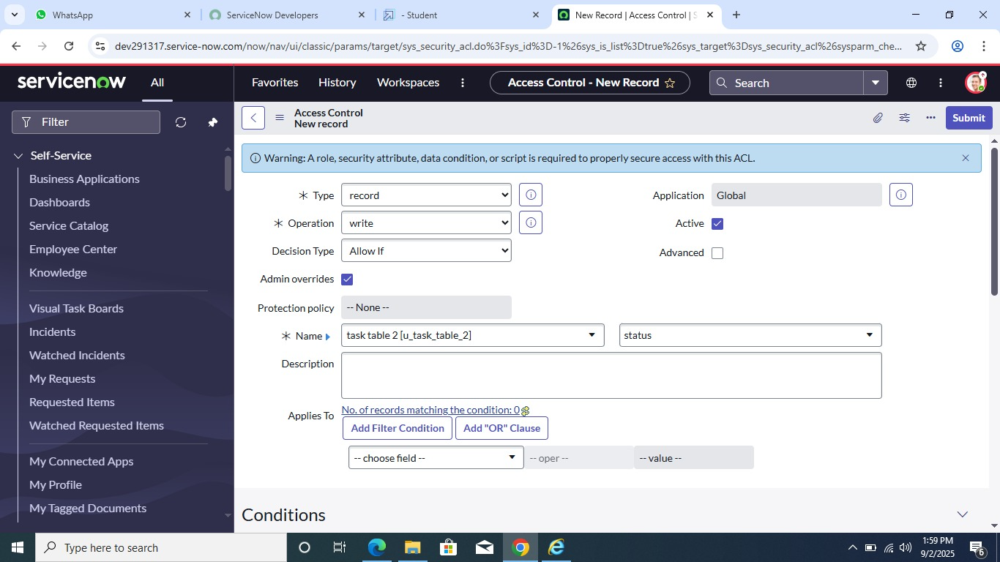 WhatsApp
ServiceNow Developers
- Student
New Record | Access Control |
dev291317.service-now.com/now/nav/ui/classic/params/target/sys_security_acl.do%3Fsys_id%3D-1%26sys_is_list%3Dtrue%26sys_target%3Dsys_security_acl%26sysparm_che...
servicenow
All
Favorites
History
Workspaces
Access Control - New Record
Search
Filter
Self-Service
Business Applications
Dashboards
Service Catalog
Employee Center
Knowledge
Visual Task Boards
Incidents
Watched Incidents
My Requests
Requested Items
Watched Requested Items
My Connected Apps
My Profile
My Tagged Documents
Access Control
New record
Submit
Warning: A role, security attribute, data condition, or script is required to properly secure access with this ACL.
Type record
Application Global
Operation write
Active
Decision Type Allow If
Advanced
Admin overrides
Protection policy -- None --
Name task table 2 [u_task_table_2] status
Description
Applies To No. of records matching the condition: 0
Add Filter Condition Add "OR" Clause
-- choose field -- -- oper -- -- value --
Conditions
Type here to search
1:59 PM
9/2/2025
6